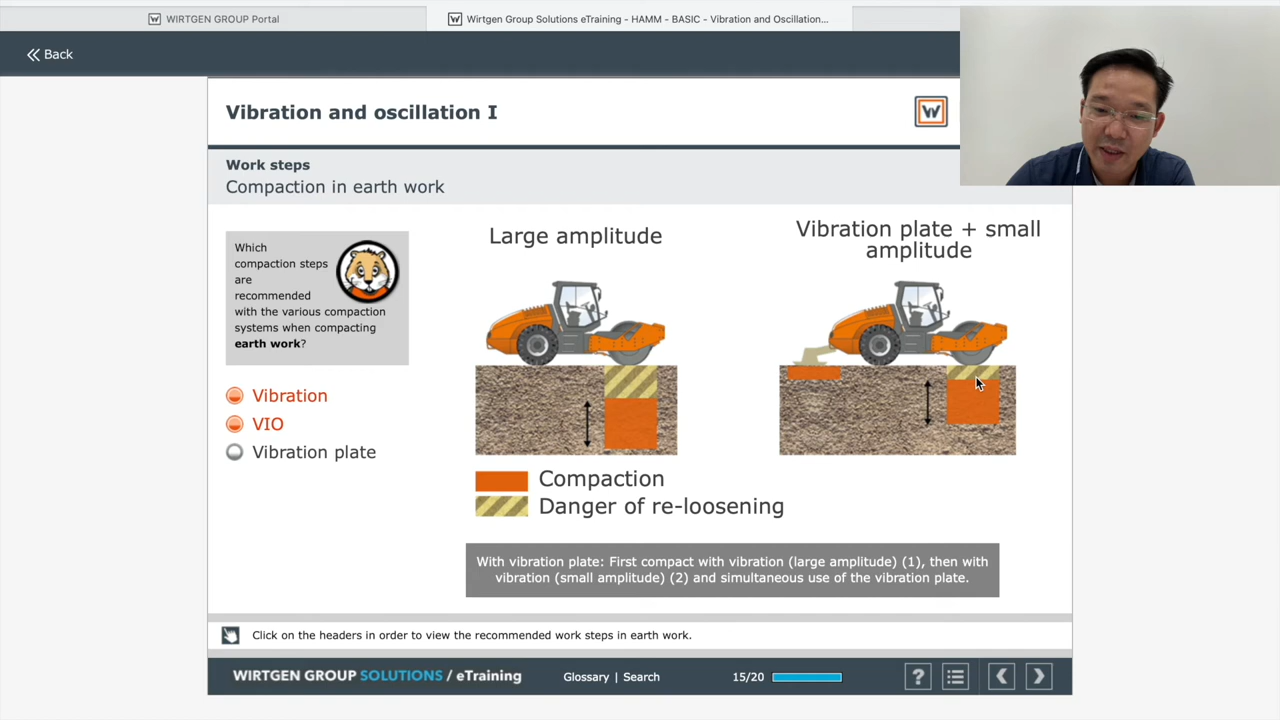 WIRTGEN GROUP Portal
Wirtgen Group Solutions eTraining - HAMM - BASIC - Vibration and Oscillation...
Back
Vibration and oscillation I
W
Work steps
Compaction in earth work
Which
compaction steps
are
recommended
with the various compaction
systems when compacting
earth work?
Vibration
VIO
Vibration plate
Large amplitude
Vibration plate + small
amplitude
Compaction
Danger of re-loosening
With vibration plate: First compact with vibration (large amplitude) (1), then with
vibration (small amplitude) (2) and simultaneous use of the vibration plate.
Click on the headers in order to view the recommended work steps in earth work.
WIRTGEN GROUP SOLUTIONS / eTraining
Glossary | Search
15/20
?